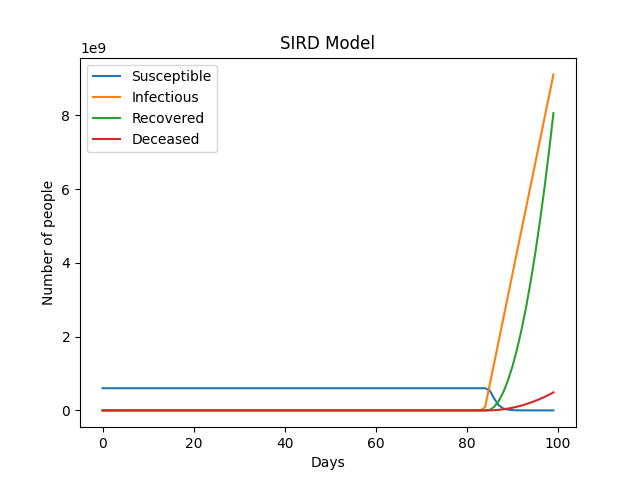 SIRD Model
1e9
Susceptible
Infectious
Recovered
Deceased
Number of people
8
6
4
2
0
0 20 40 60 80 100
Days